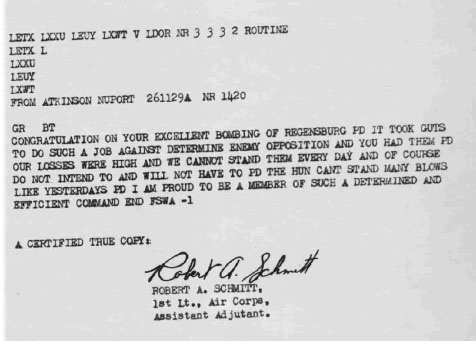 LETX LXXU LEUY LXWT V LDOR NR 3 3 3 2 ROUTINE
LETX L
LXXU
LEUY
LXWT
FROM ATKINSON NUPORT 261129A NR 1420
GR BT
CONGRATULATION ON YOUR EXCELLENT BOMBING OF REGENSBURG PD IT TOOK GUTS
TO DO SUCH A JOB AGAINST DETERMINE ENEMY OPPOSITION AND YOU HAD THEM PD
OUR LOSSES WERE HIGH AND WE CANNOT STAND THEM EVERY DAY AND OF COURSE
DO NOT INTEND TO AND WILL NOT HAVE TO PD THE HUN CANT STAND MANY BLOWS
LIKE YESTERDAYS PD I AM PROUD TO BE A MEMBER OF SUCH A DETERMINED AND
EFFICIENT COMMAND END FSWA -1
A CERTIFIED TRUE COPY:
Robert A. Schmitt
ROBERT A. SCHMITT,
1st Lt., Air Corps,
Assistant Adjutant.